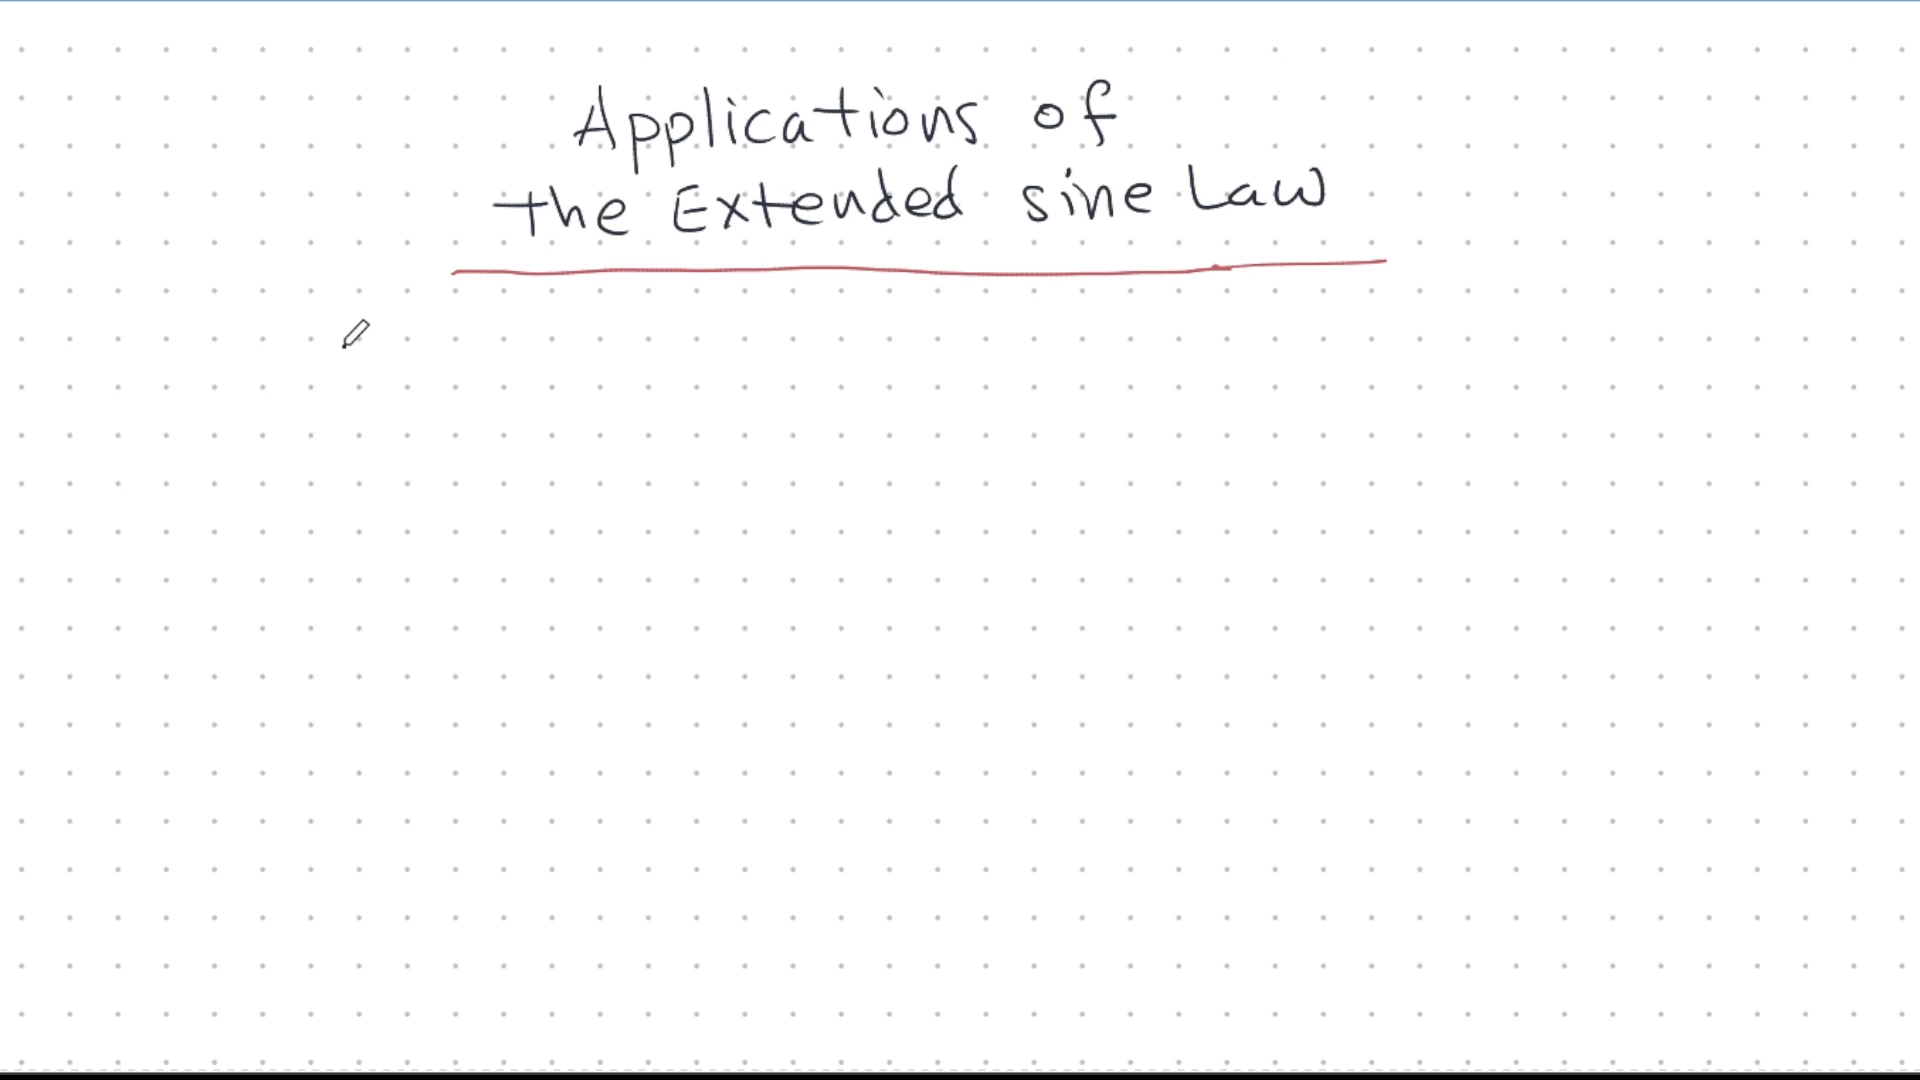 Applications of
the Extended sine Law